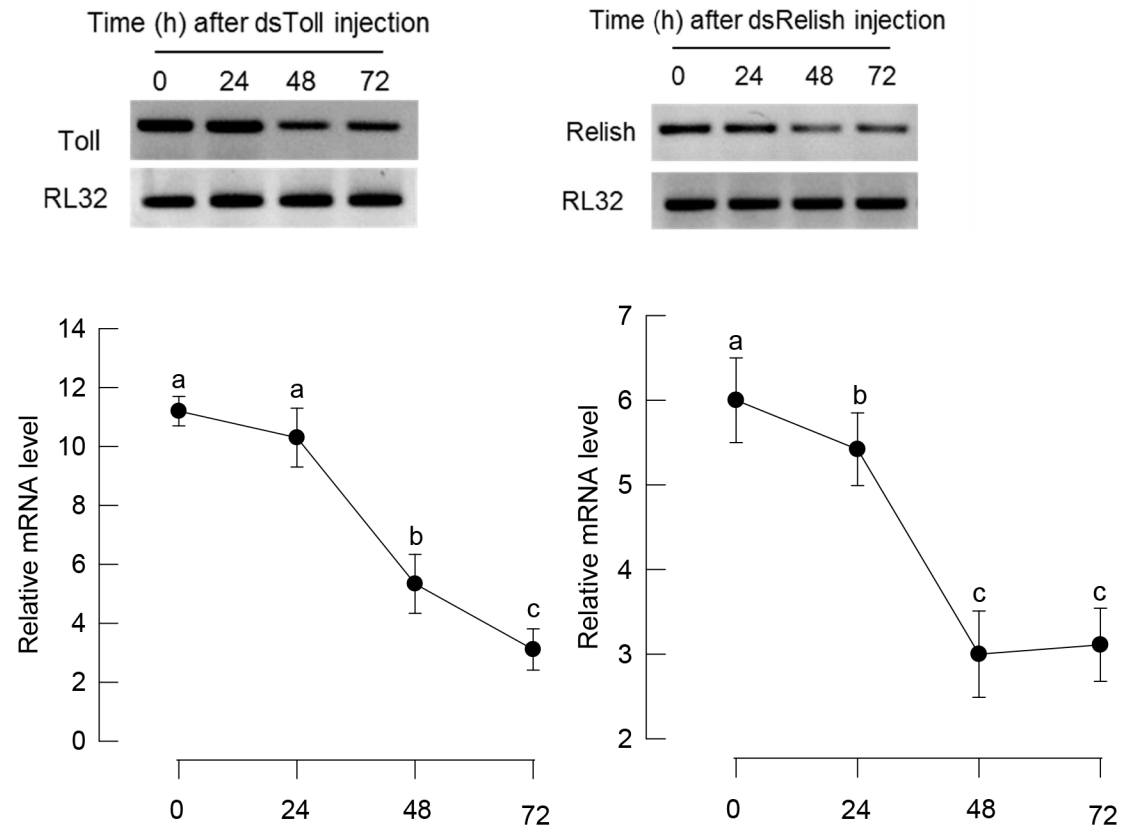 Time (h) after dsToll injection
0 24 48 72
Toll
RL32
Time (h) after dsRelish injection
0 24 48 72
Relish
RL32
Relative mRNA level
14
12
10
8
6
4
2
0
a
a
b
c
0 24 48 72
Relative mRNA level
7
6
5
4
3
2
a
b
c
c
0 24 48 72